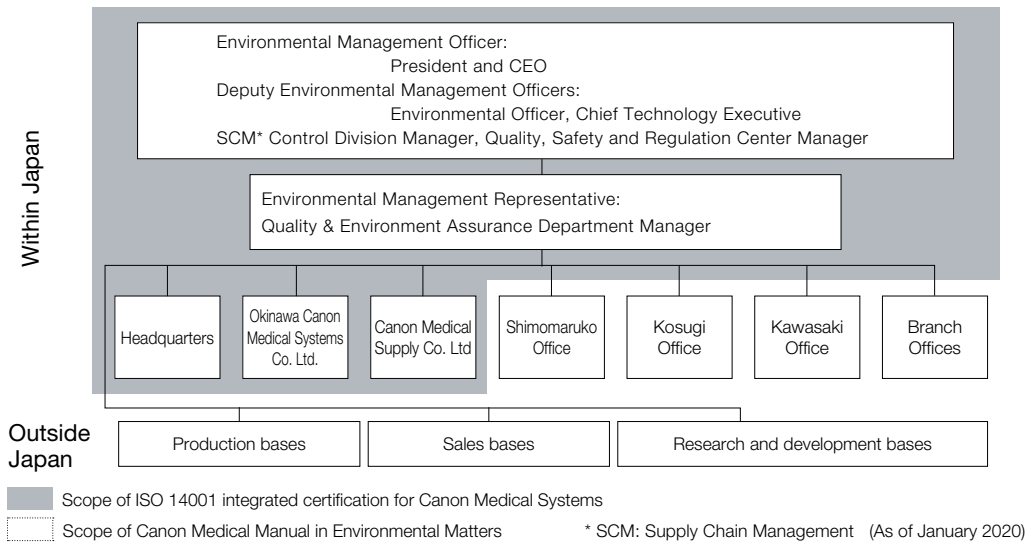 Within Japan
Environmental Management Officer:
President and CEO
Deputy Environmental Management Officers:
Environmental Officer, Chief Technology Executive
SCM* Control Division Manager, Quality, Safety and Regulation Center Manager
Environmental Management Representative:
Quality & Environment Assurance Department Manager
Headquarters
Okinawa Canon
Medical Systems
Co. Ltd.
Canon Medical
Supply Co. Ltd
Shimomaruko
Office
Kosugi
Office
Kawasaki
Office
Branch
Offices
Outside
Japan
Production bases
Sales bases
Research and development bases
Scope of ISO 14001 integrated certification for Canon Medical Systems
Scope of Canon Medical Manual in Environmental Matters
* SCM: Supply Chain Management (As of January 2020)